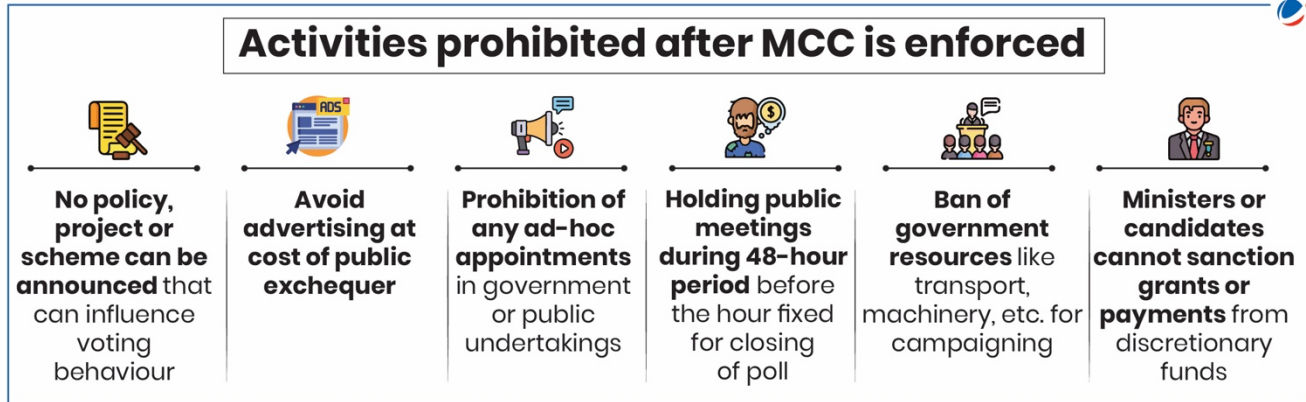 Activities prohibited after MCC is enforced
ADS
$
No policy,
project or
scheme can be
announced that
can influence
voting
behaviour
Avoid
advertising at
cost of public
exchequer
Prohibition of
any ad-hoc
appointments
in government
or public
undertakings
Holding public
meetings
during 48-hour
period before
the hour fixed
for closing
of poll
Ban of
government
resources like
transport,
machinery, etc. for
campaigning
Ministers or
candidates
cannot sanction
grants or
payments from
discretionary
funds